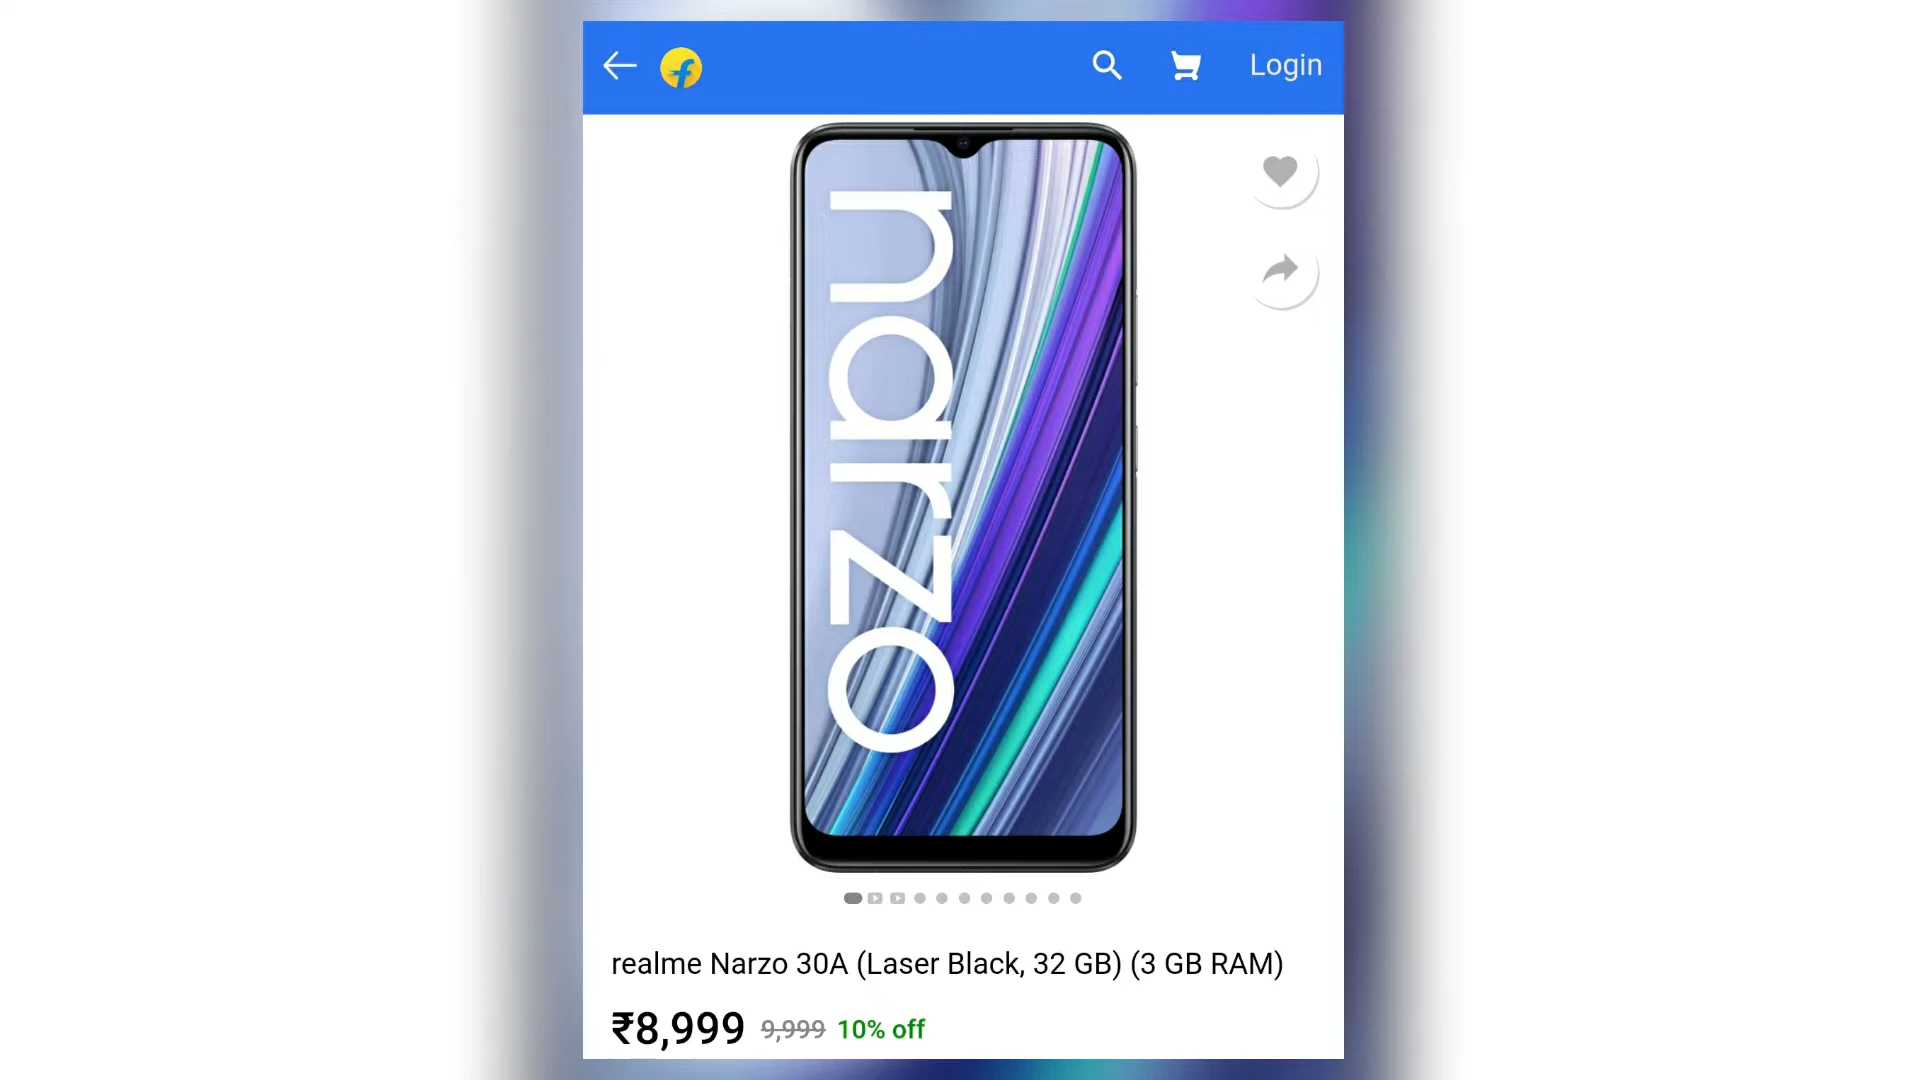 Login
narzo
realme Narzo 30A (Laser Black, 32 GB) (3 GB RAM)
₹8,999 9,999 10% off